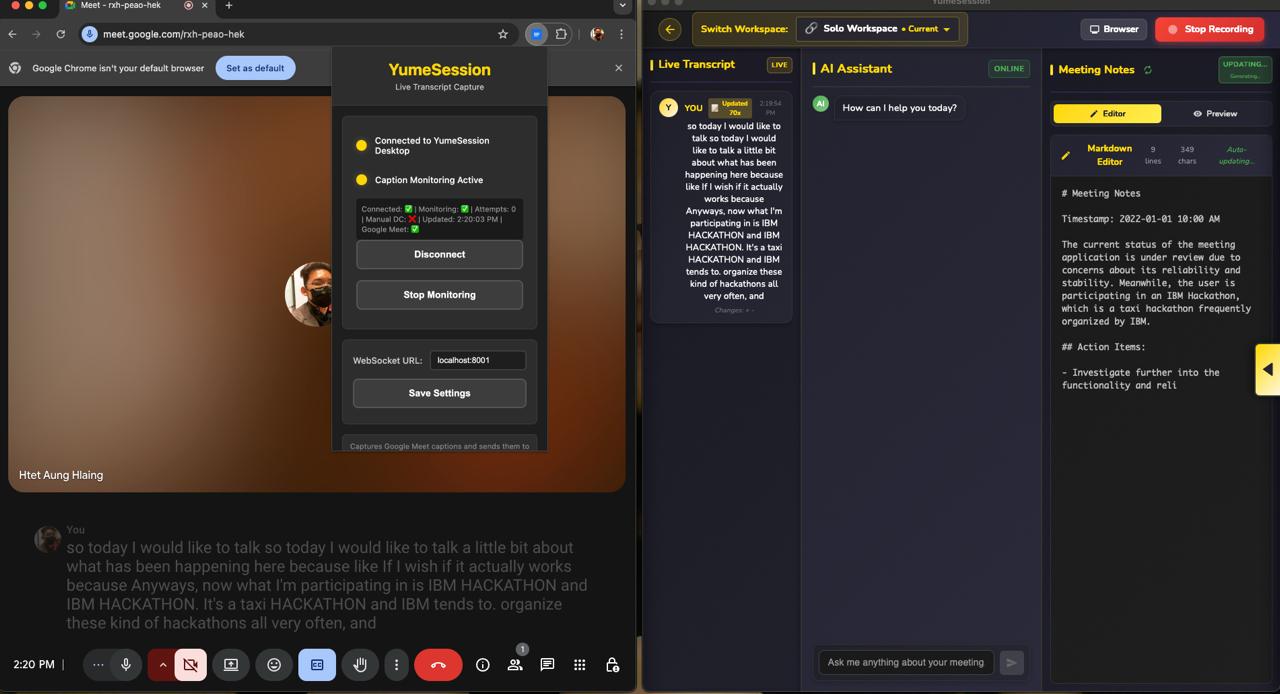 Meet - rxh-peao-hek
meet.google.com/rxh-peao-hek
Google Chrome isn't your default browser
Set as default
YumeSession
Live Transcript Capture
Connected to YumeSession
Desktop
Caption Monitoring Active
Connected: ✅ | Monitoring: ✅ | Attempts: 0
| Manual DC: ❌ | Updated: 2:20:03 PM |
Google Meet: ✅
Disconnect
Stop Monitoring
WebSocket URL: localhost:8001
Save Settings
Captures Google Meet captions and sends them to
Htet Aung Hlaing
You
so today I would like to talk so today I would like to talk a little bit about
what has been happening here because like If I wish if it actually works
because Anyways, now what I'm participating in is IBM HACKATHON and
IBM HACKATHON. It's a taxi HACKATHON and IBM tends to. organize
these kind of hackathons all very often, and
2:20 PM
1
YumeSession
Switch Workspace:
Solo Workspace • Current
Browser
Stop Recording
Live Transcript
LIVE
Y
YOU
Updated
70x
2:19:54
PM
so today I would like to
talk so today I would
like to talk a little bit
about what has been
happening here because
like If I wish if it actually
works because
Anyways, now what I'm
participating in is IBM
HACKATHON and IBM
HACKATHON. It's a taxi
HACKATHON and IBM
tends to. organize these
kind of hackathons all
very often, and
Changes: + -
AI Assistant
ONLINE
AI
How can I help you today?
Ask me anything about your meeting
Meeting Notes
UPDATING...
Generating...
Editor
Preview
Markdown
Editor
9
lines
349
chars
Auto-
updating...
# Meeting Notes
Timestamp: 2022-01-01 10:00 AM
The current status of the meeting
application is under review due to
concerns about its reliability and
stability. Meanwhile, the user is
participating in an IBM Hackathon,
which is a taxi hackathon frequently
organized by IBM.
## Action Items:
- Investigate further into the
functionality and reli